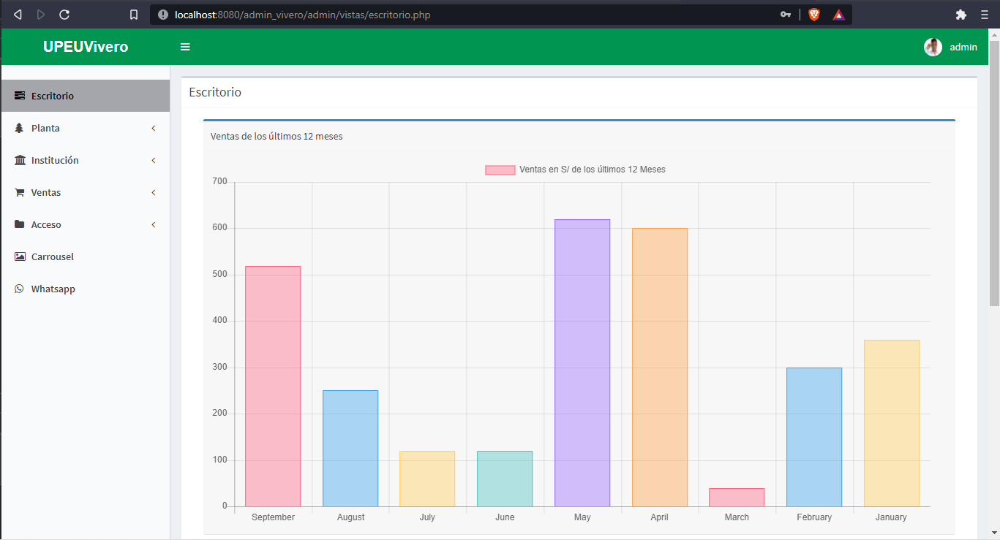 localhost:8080/admin_vivero/admin/vistas/escritorio.php
UPEUVivero
admin
Escritorio
Planta
Institución
Ventas
Acceso
Carrousel
Whatsapp
Escritorio
Ventas de los últimos 12 meses
Ventas en S/ de los últimos 12 Meses
700
600
500
400
300
200
100
0
September August July June May April March February January